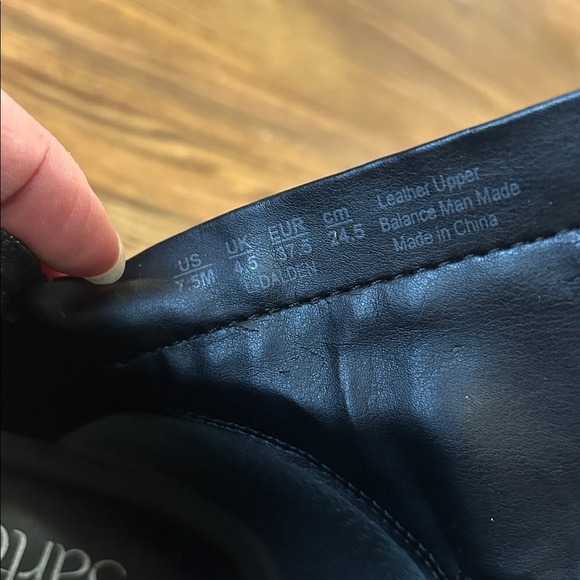 US UK EUR cm
7.5M 4.5 37.5 24.5
L-DALDEN
Leather Upper
Balance Man Made
Made in China